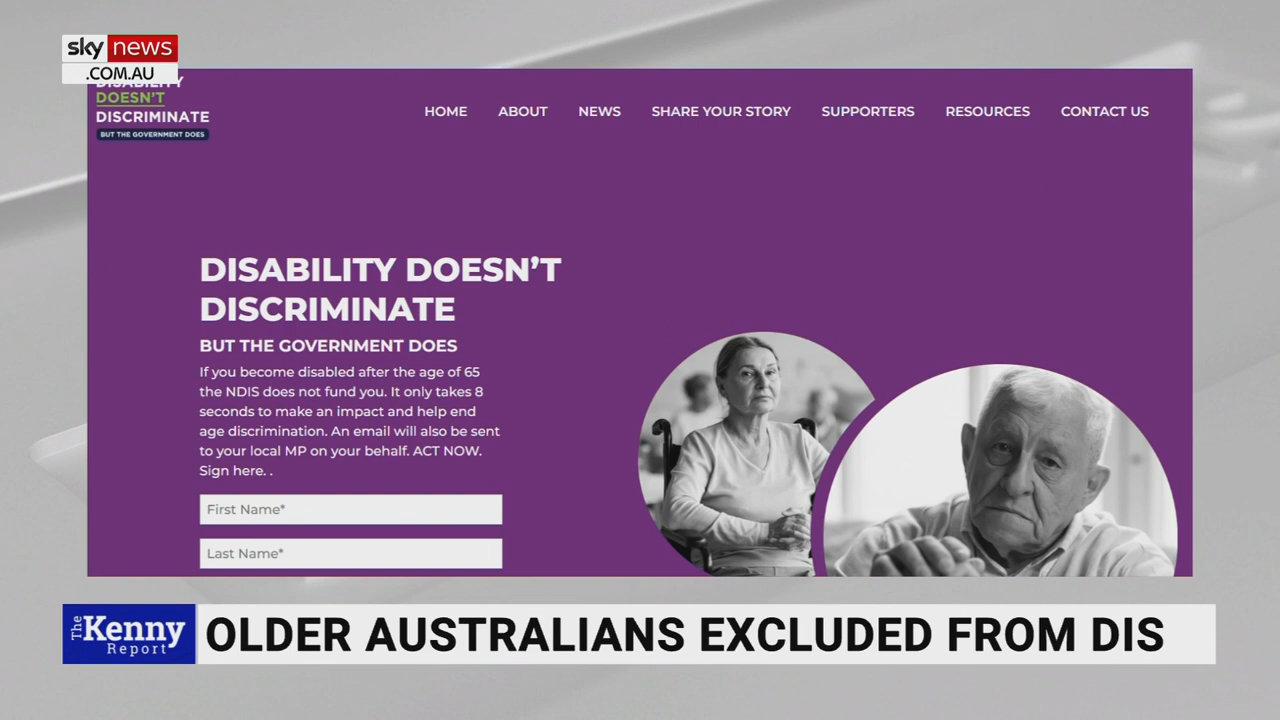 sky news
.COM.AU
DISABILITY
DOESN'T
DISCRIMINATE
BUT THE GOVERNMENT DOES
HOME ABOUT NEWS SHARE YOUR STORY SUPPORTERS RESOURCES CONTACT US
DISABILITY DOESN'T
DISCRIMINATE
BUT THE GOVERNMENT DOES
If you become disabled after the age of 65
the NDIS does not fund you. It only takes 8
seconds to make an impact and help end
age discrimination. An email will also be sent
to your local MP on your behalf. ACT NOW.
Sign here. .
First Name*
Last Name*
The Kenny Report
OLDER AUSTRALIANS EXCLUDED FROM DIS